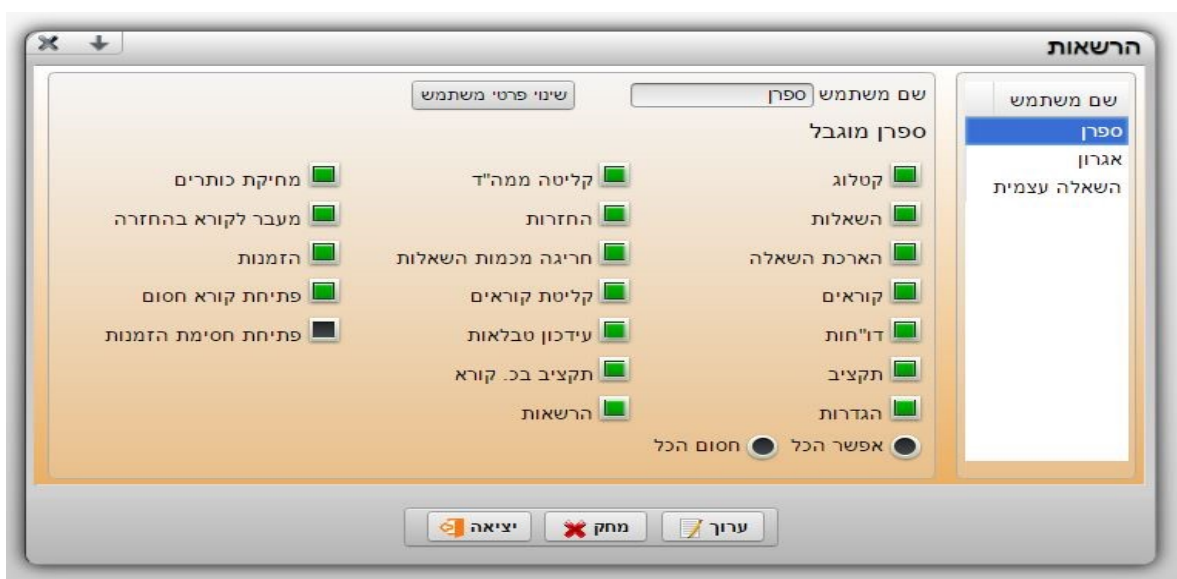 הרשאות
שם משתמש
ספרן
אגרון
השאלה עצמית
שם משתמש ספרן שינוי פרטי משתמש
ספרן מוגבל
קטלוג קליטה ממה"ד מחיקת כותרים
השאלות החזרות מעבר לקורא בהחזרה
הארכת השאלה חריגה מכמות השאלות הזמנות
קוראים קליטת קוראים פתיחת קורא חסום
דו"חות עידכון טבלאות פתיחת חסימת הזמנות
תקציב תקציב בכ. קורא
הגדרות הרשאות
אפשר הכל חסום הכל
ערוך מחק יציאה